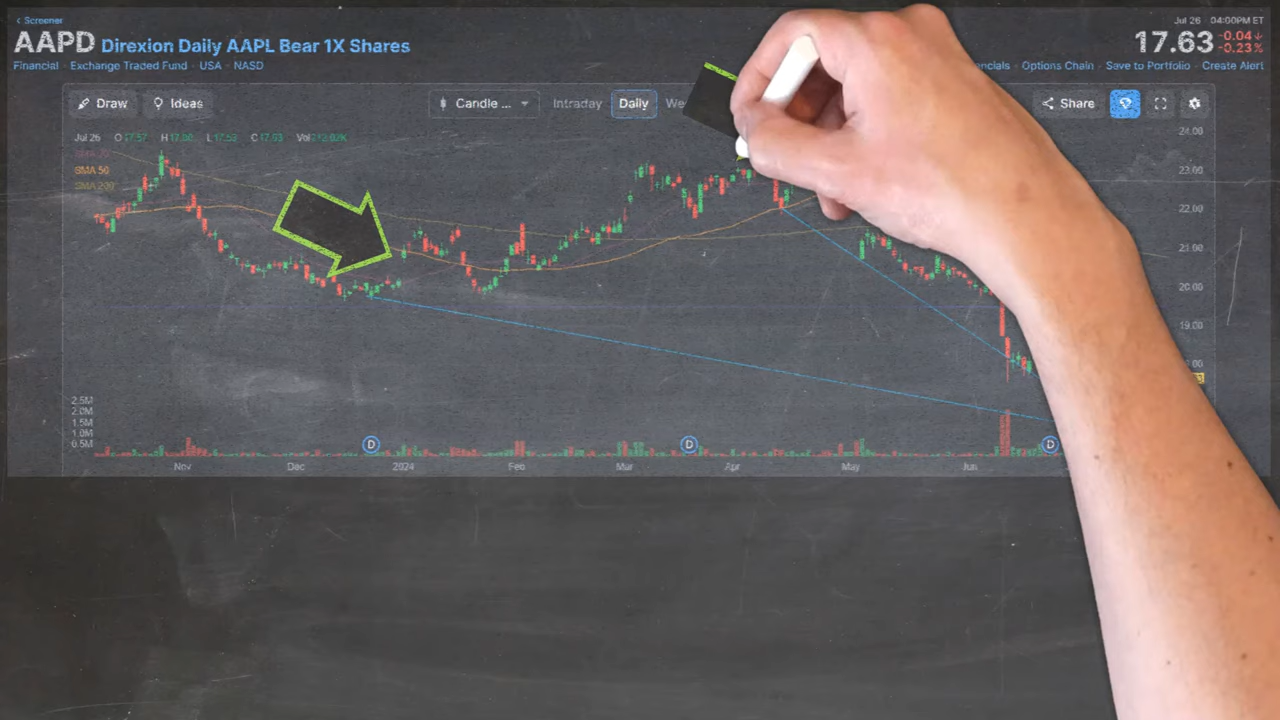 ‹ Screener
Jul 26 · 04:00PM ET
AAPD Direxion Daily AAPL Bear 1X Shares
17.63 -0.04↓
-0.23%
Financial · Exchange Traded Fund · USA · NASD
Options Chain · Save to Portfolio · Create Alert
Draw
Ideas
Candle ...
Intraday
Daily
Share
Jul 26
24.00
SMA 50
SMA 200
23.00
22.00
21.00
20.00
19.00
2.5M
2.0M
1.5M
1.0M
0.5M
D
D
D
Nov
Dec
2024
Feb
Mar
Apr
May
Jun